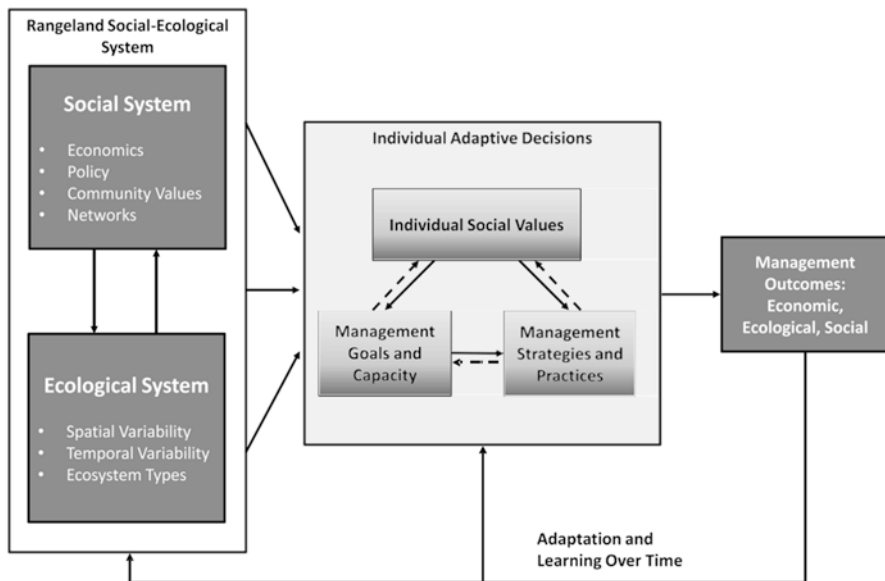 Rangeland Social-Ecological
System
Social System
• Economics
• Policy
• Community Values
• Networks
Ecological System
• Spatial Variability
• Temporal Variability
• Ecosystem Types
Individual Adaptive Decisions
Individual Social Values
Management
Goals and
Capacity
Management
Strategies and
Practices
Management
Outcomes:
Economic,
Ecological, Social
Adaptation and
Learning Over Time